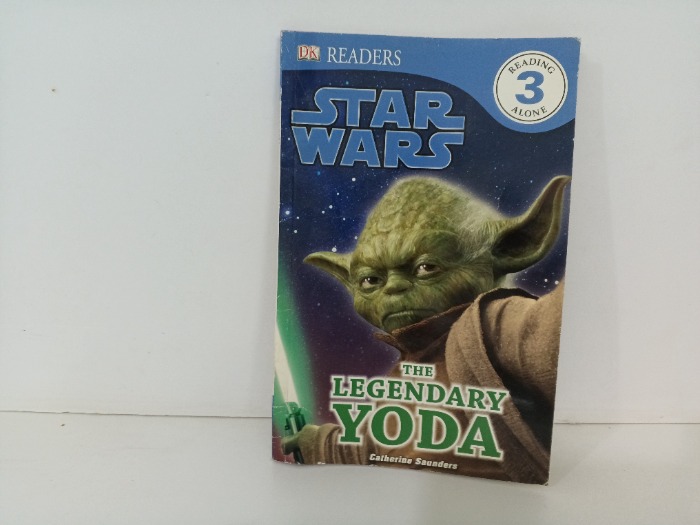 DK READERS
READING
3
ALONE
STAR
WARS
THE
LEGENDARY
YODA
Catherine Saunders